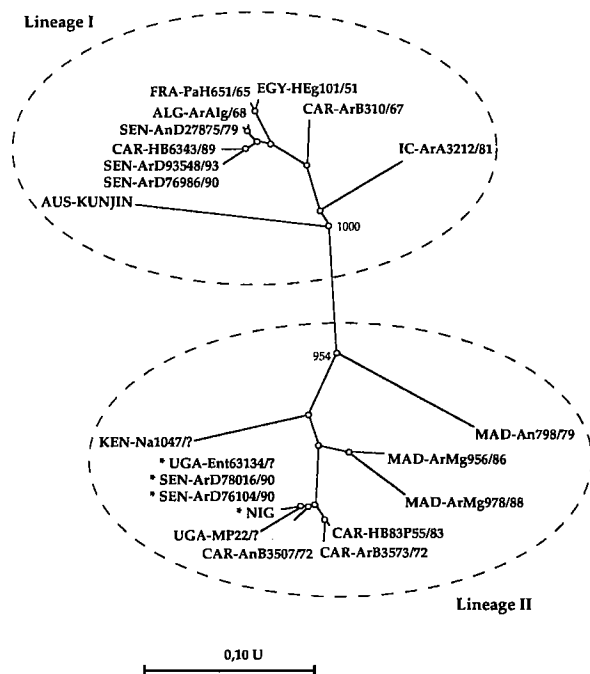 Lineage I
FRA-PaH651/65
EGY-HEg101/51
ALG-ArAlg/68
CAR-ArB310/67
SEN-AnD27875/79
CAR-HB6343/89
IC-ArA3212/81
SEN-ArD93548/93
SEN-ArD76986/90
AUS-KUNJIN
1000
954
MAD-An798/79
KEN-Na1047/?
MAD-ArMg956/86
* UGA-Ent63134/?
* SEN-ArD78016/90
* SEN-ArD76104/90
MAD-ArMg978/88
* NIG
UGA-MP22/?
CAR-HB83P55/83
CAR-AnB3507/72
CAR-ArB3573/72
Lineage II
0,10 U